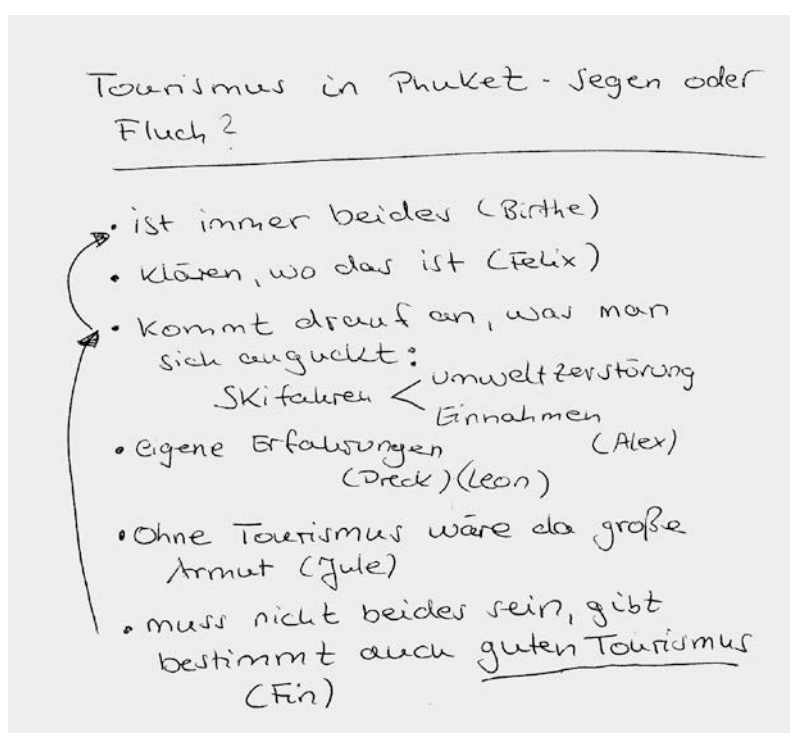 Tourismus in Phuket - Segen oder
Fluch?
• ist immer beides (Birthe)
• klären, wo das ist (Felix)
• kommt drauf an, was man
sich anguckt:
Skifahren < Umweltzerstörung
Einnahmen
(Alex)
• eigene Erfahrungen
(Dreck) (Leon)
• Ohne Tourismus wäre da große
Armut (Jule)
• muss nicht beides sein, gibt
bestimmt auch guten Tourismus
(Fin)